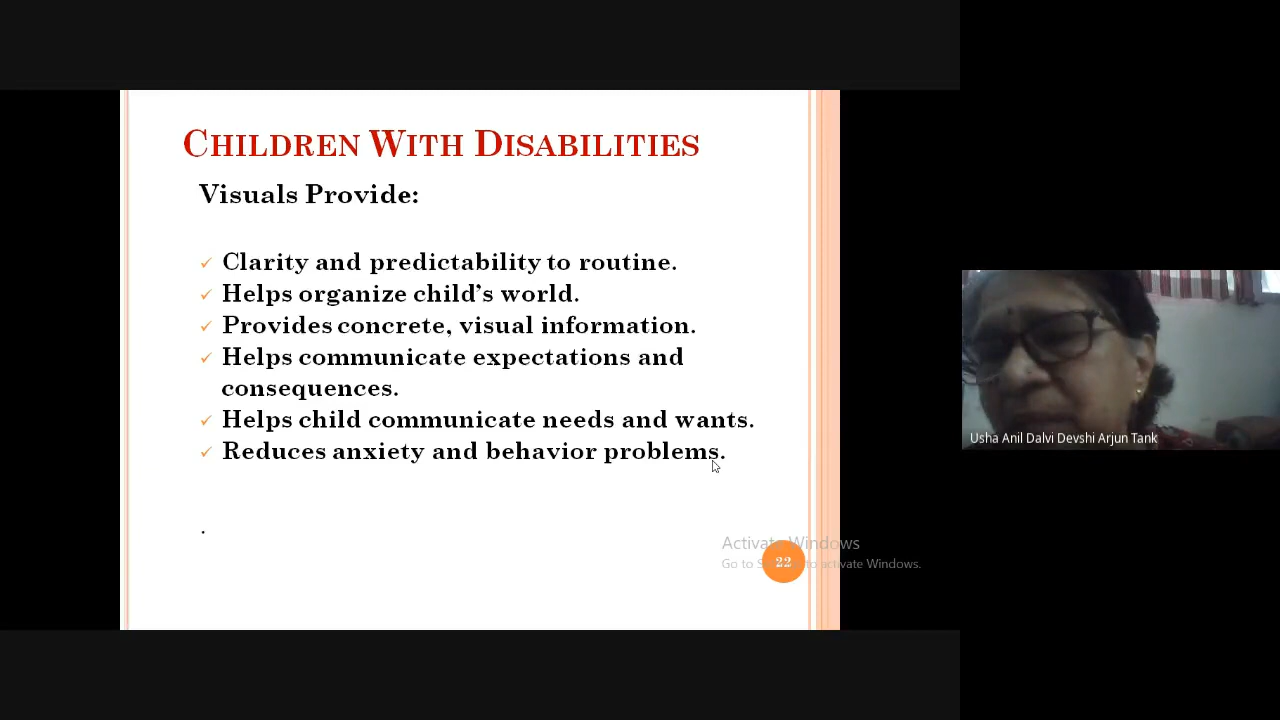 CHILDREN WITH DISABILITIES
Visuals Provide:
✓ Clarity and predictability to routine.
✓ Helps organize child's world.
✓ Provides concrete, visual information.
✓ Helps communicate expectations and
consequences.
✓ Helps child communicate needs and wants.
✓ Reduces anxiety and behavior problems.
.
Activate Windows
Go to to activate Windows.
22
Usha Anil Dalvi Devshi Arjun Tank